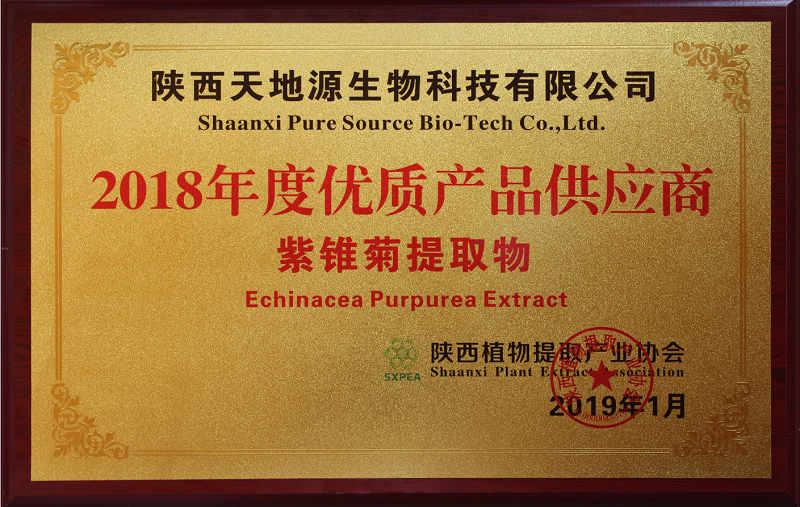 陕西天地源生物科技有限公司
Shaanxi Pure Source Bio-Tech Co.,Ltd.
2018年度优质产品供应商
紫锥菊提取物
Echinacea Purpurea Extract
SXPEA
陕西植物提取产业协会
Shaanxi Plant Extract Association
2019年1月